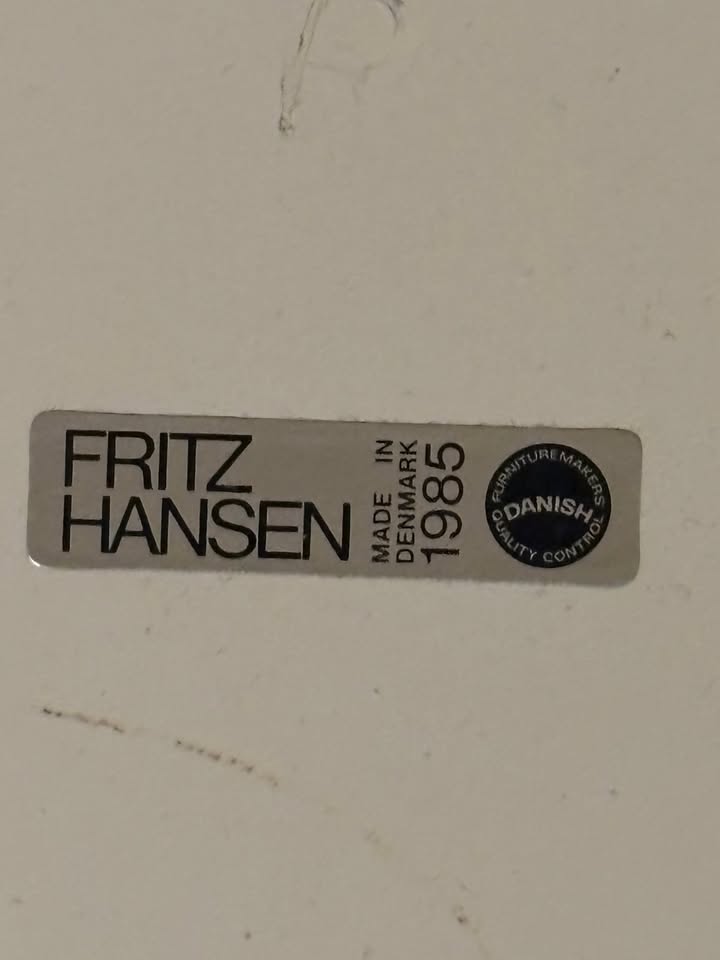 FRITZ
HANSEN
MADE IN
DENMARK
1985
FURNITUREMAKERS
DANISH
QUALITY CONTROL